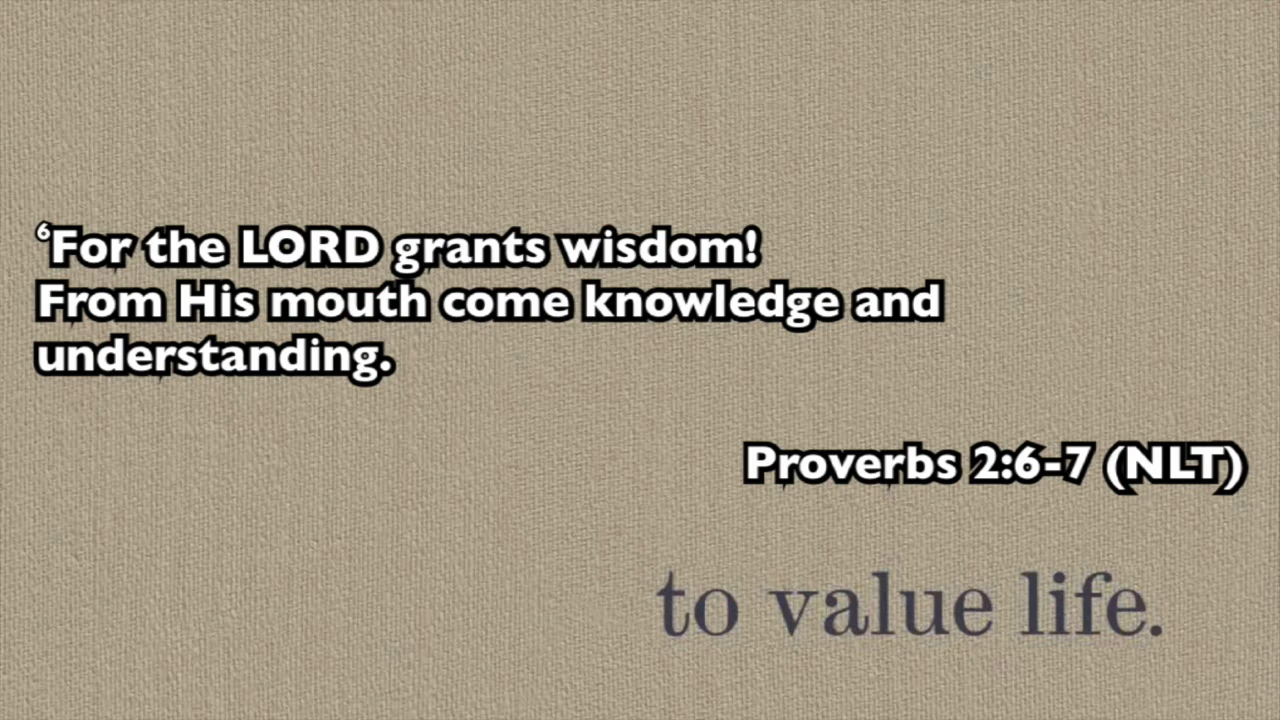 ⁶For the LORD grants wisdom!
From His mouth come knowledge and
understanding.
Proverbs 2:6-7 (NLT)
to value life.